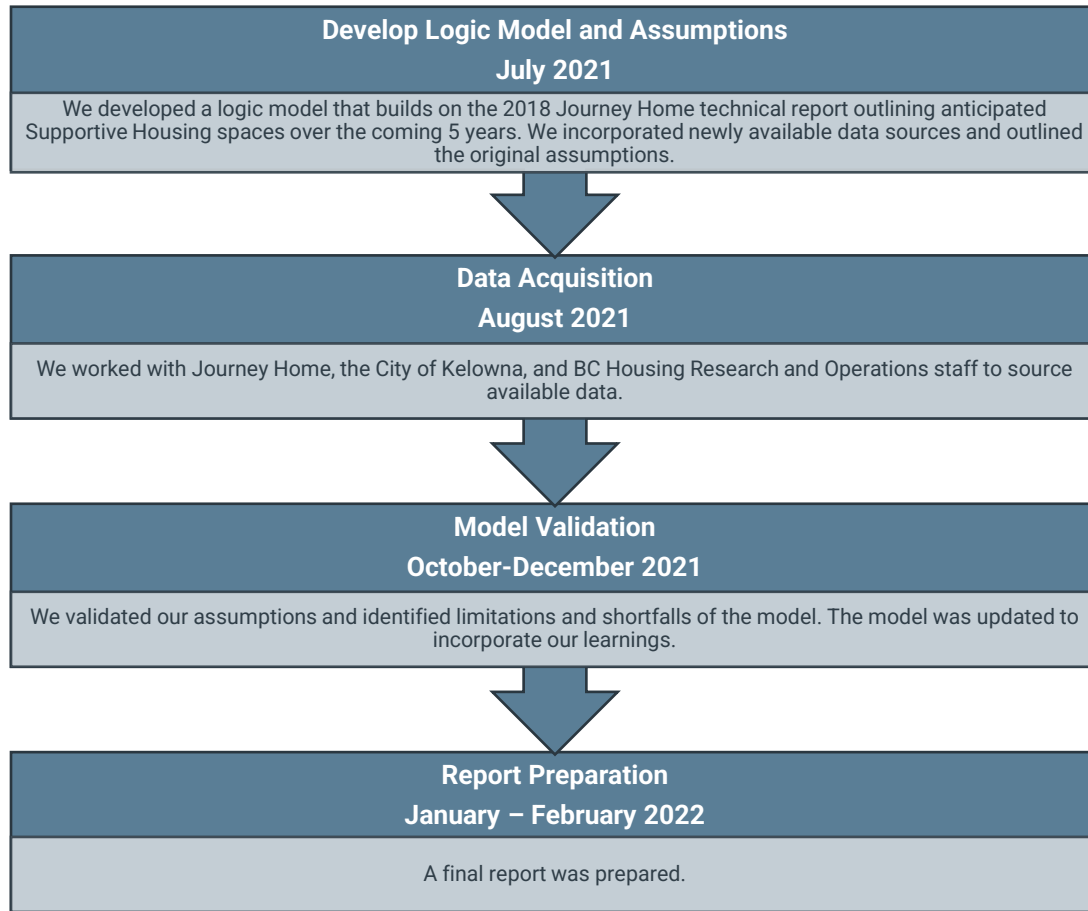 Develop Logic Model and Assumptions
July 2021
We developed a logic model that builds on the 2018 Journey Home technical report outlining anticipated
Supportive Housing spaces over the coming 5 years. We incorporated newly available data sources and outlined
the original assumptions.
Data Acquisition
August 2021
We worked with Journey Home, the City of Kelowna, and BC Housing Research and Operations staff to source
available data.
Model Validation
October-December 2021
We validated our assumptions and identified limitations and shortfalls of the model. The model was updated to
incorporate our learnings.
Report Preparation
January – February 2022
A final report was prepared.